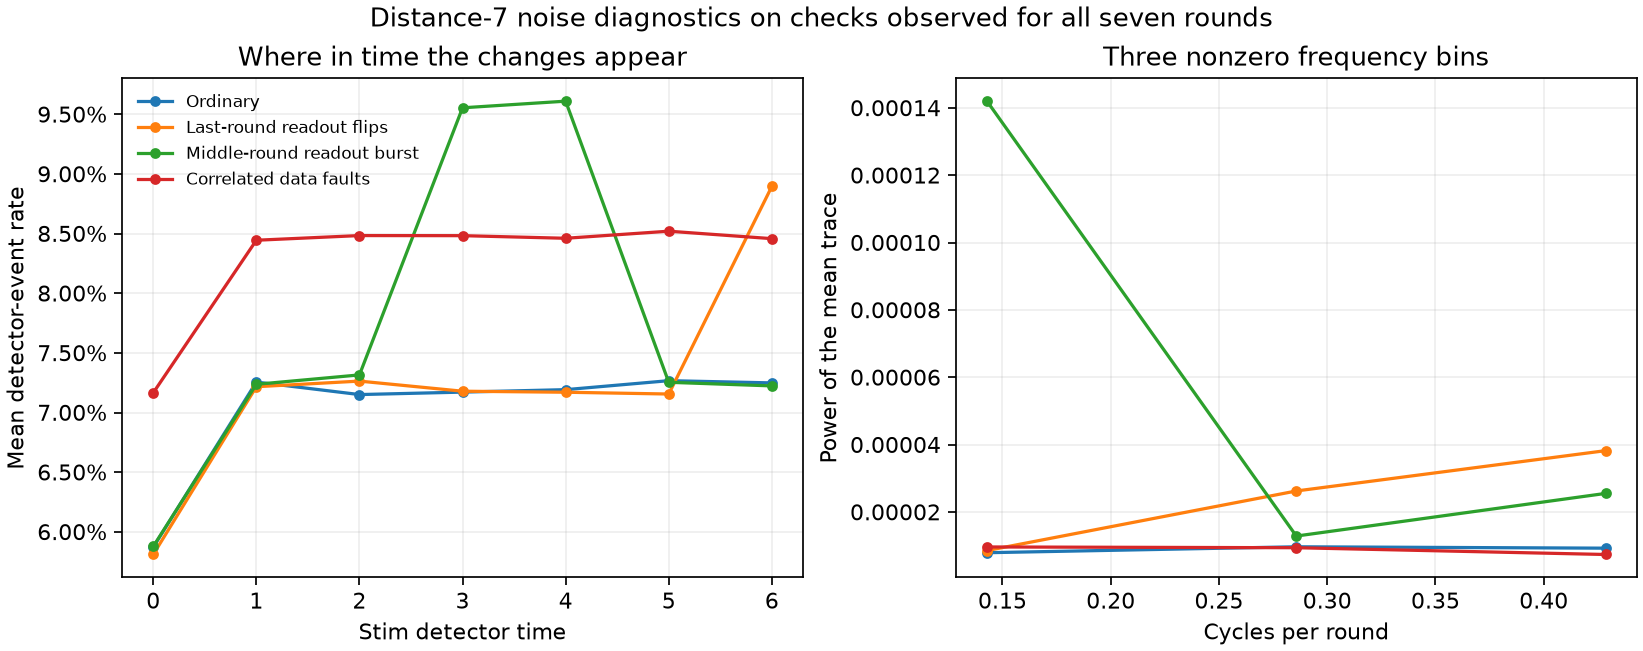 Distance-7 noise diagnostics on checks observed for all seven rounds
Where in time the changes appear
Mean detector-event rate
9.50%
9.00%
8.50%
8.00%
7.50%
7.00%
6.50%
6.00%
Ordinary
Last-round readout flips
Middle-round readout burst
Correlated data faults
0 1 2 3 4 5 6
Stim detector time
Three nonzero frequency bins
Power of the mean trace
0.00014
0.00012
0.00010
0.00008
0.00006
0.00004
0.00002
0.15 0.20 0.25 0.30 0.35 0.40
Cycles per round